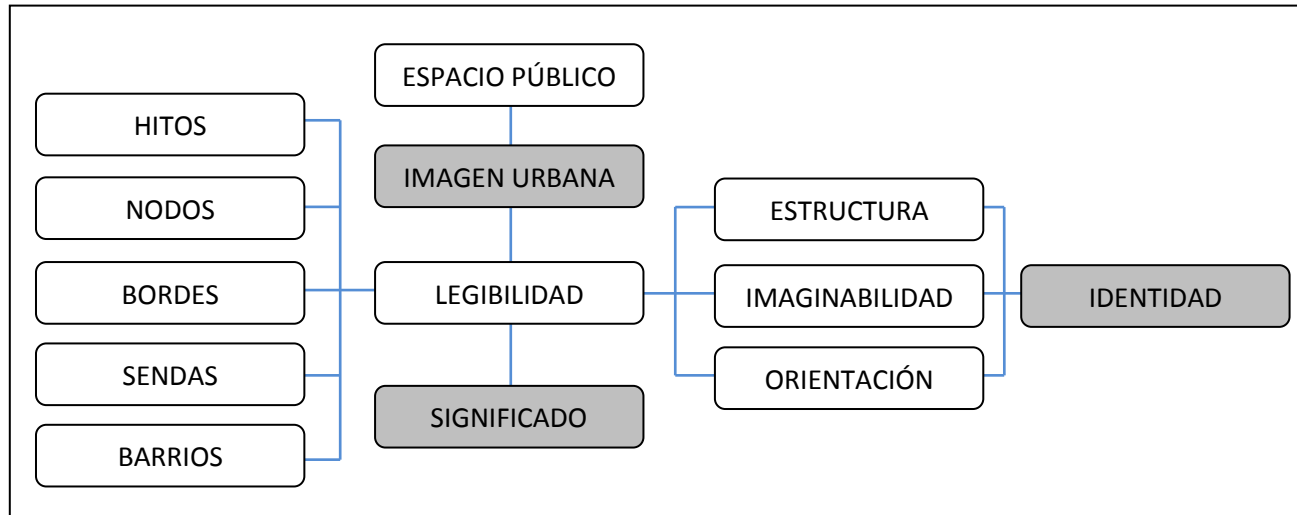 HITOS
NODOS
BORDES
SENDAS
BARRIOS
ESPACIO PÚBLICO
IMAGEN URBANA
LEGIBILIDAD
SIGNIFICADO
ESTRUCTURA
IMAGINABILIDAD
ORIENTACIÓN
IDENTIDAD